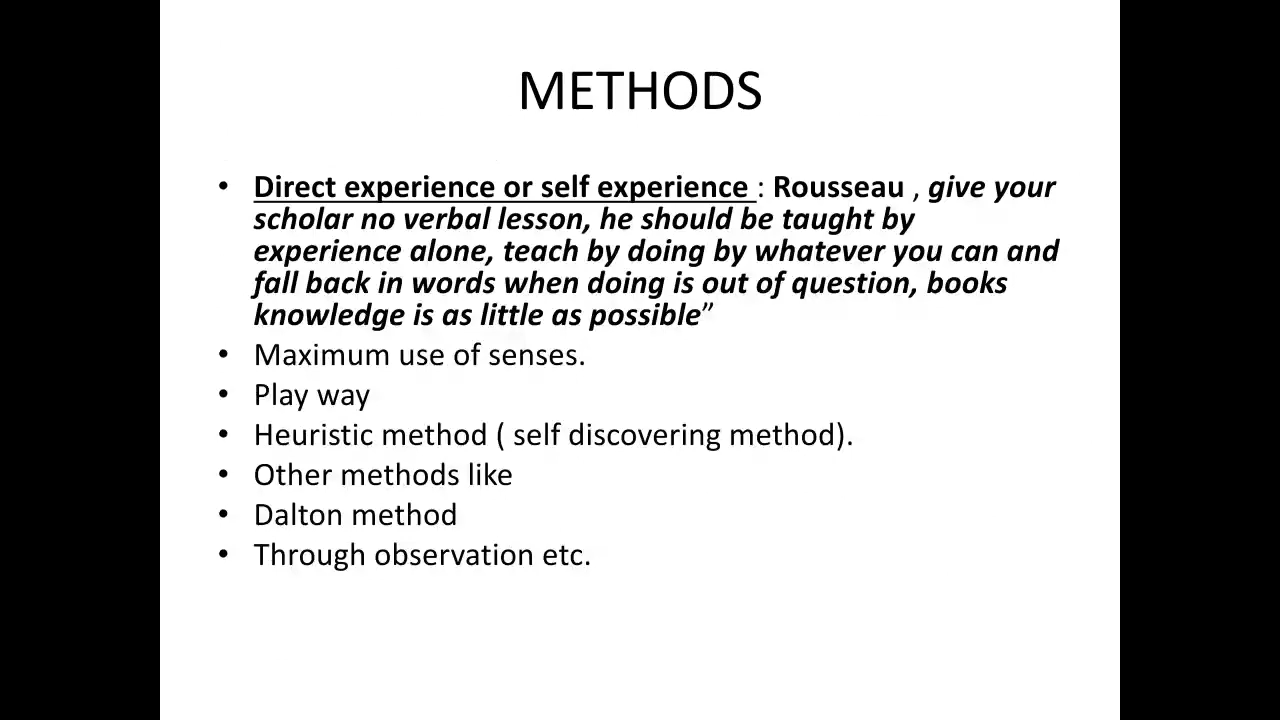 METHODS
• Direct experience or self experience : Rousseau , give your
scholar no verbal lesson, he should be taught by
experience alone, teach by doing by whatever you can and
fall back in words when doing is out of question, books
knowledge is as little as possible”
• Maximum use of senses.
• Play way
• Heuristic method ( self discovering method).
• Other methods like
• Dalton method
• Through observation etc.